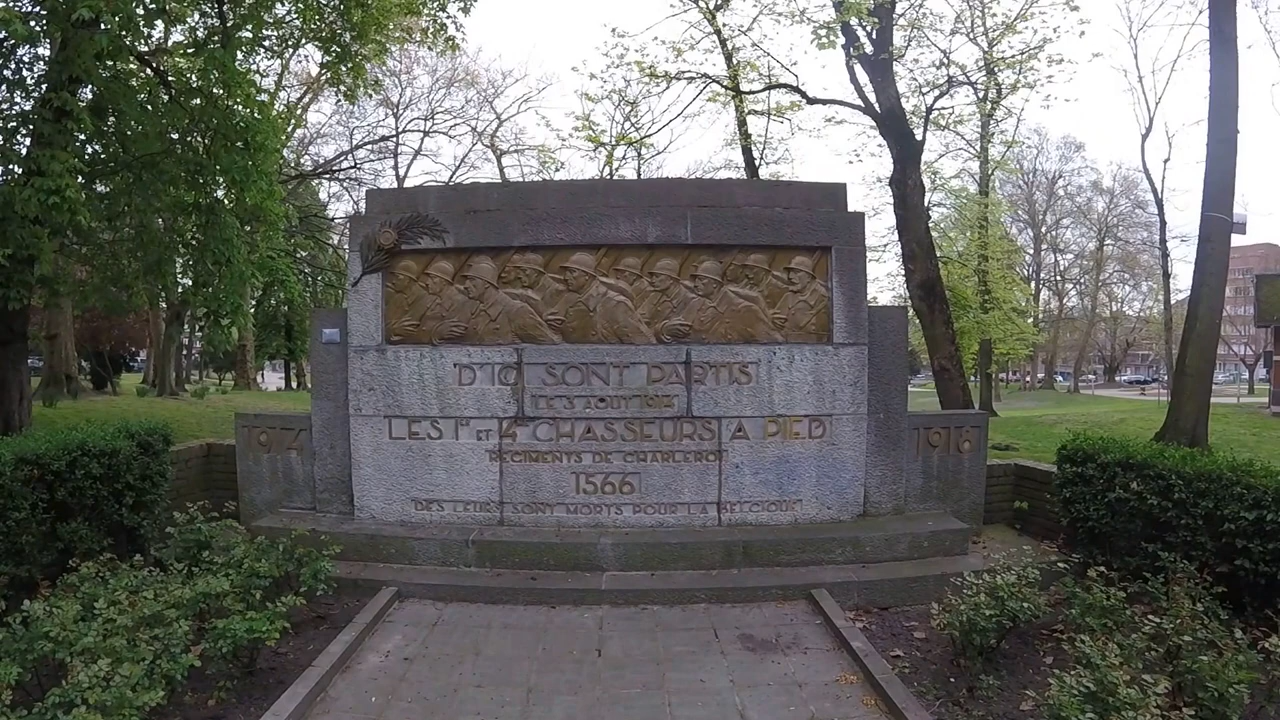 D'ICI SONT PARTIS
LE 3 AOUT 1914
LES 1ER ET 4E CHASSEURS A PIED
REGIMENTS DE CHARLEROI
1566
DES LEURS SONT MORTS POUR LA BELGIQUE
1914
1918